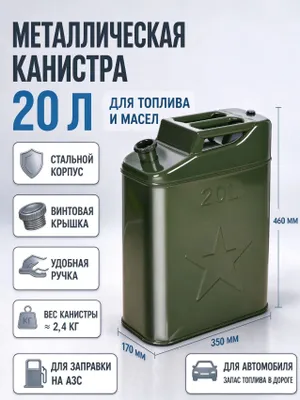 МЕТАЛЛИЧЕСКАЯ
КАНИСТРА
20 Л
ДЛЯ ТОПЛИВА
И МАСЕЛ
СТАЛЬНОЙ
КОРПУС
ВИНТОВАЯ
КРЫШКА
УДОБНАЯ
РУЧКА
ВЕС КАНИСТРЫ
≈ 2,4 КГ
20L
460 ММ
350 ММ
170 ММ
ДЛЯ ЗАПРАВКИ
НА АЗС
ДЛЯ АВТОМОБИЛЯ
ЗАПАС ТОПЛИВА В ДОРОГЕ